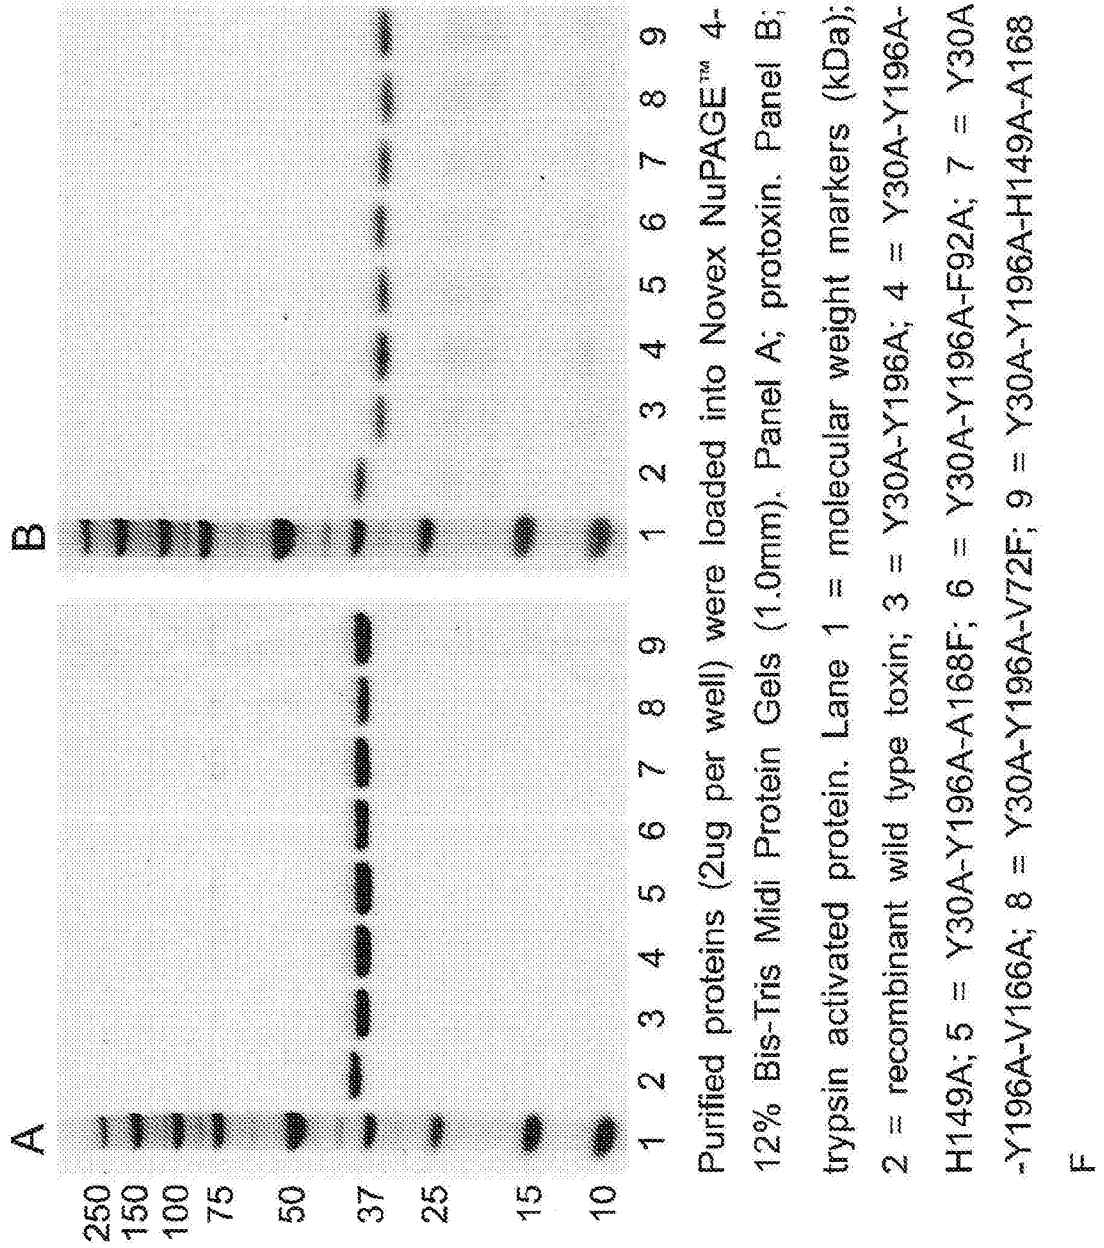 A
B
250
150
100
75
50
37
25
15
10
1 2 3 4 5 6 7 8 9
1 2 3 4 5 6 7 8 9
Purified proteins (2ug per well) were loaded into Novex NuPAGE™ 4-
12% Bis-Tris Midi Protein Gels (1.0mm). Panel A; protoxin. Panel B;
trypsin activated protein. Lane 1 = molecular weight markers (kDa);
2 = recombinant wild type toxin; 3 = Y30A-Y196A; 4 = Y30A-Y196A-
H149A; 5 = Y30A-Y196A-A168F; 6 = Y30A-Y196A-F92A; 7 = Y30A
-Y196A-V166A; 8 = Y30A-Y196A-V72F; 9 = Y30A-Y196A-H149A-A168
F